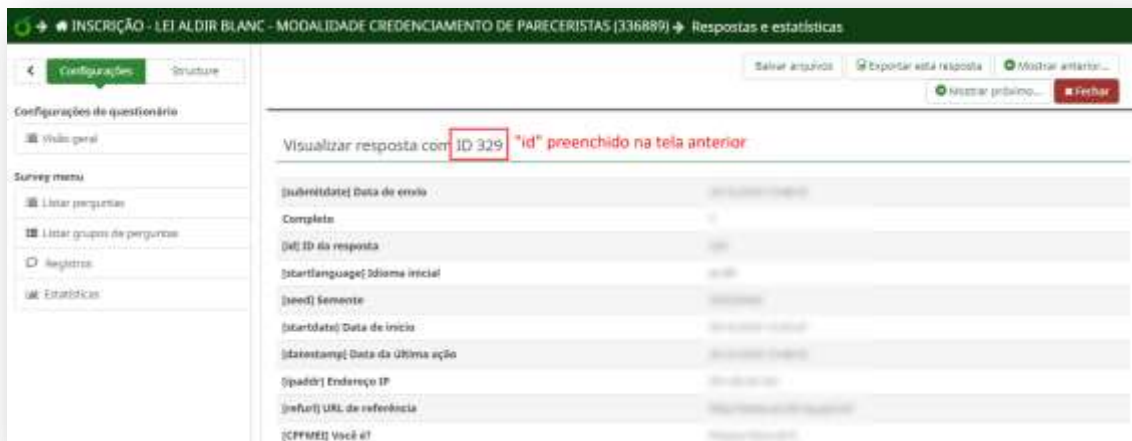 INSCRIÇÃO - LEI ALDIR BLANC - MODALIDADE CREDENCIAMENTO DE PARECERISTAS (336889) Respostas e estatísticas
Configurações Structure
Salvar arquivos Exportar esta resposta Mostrar anterior...
Mostrar próximo... Fechar
Configurações do questionário
Visão geral
Survey menu
Listar perguntas
Listar grupos de perguntas
Registros
Estatísticas
Visualizar resposta com ID 329 "id" preenchido na tela anterior
[submitdate] Data de envio
Completo
[id] ID da resposta
[startlanguage] Idioma inicial
[seed] Semente
[startdate] Data de início
[datestamp] Data da última ação
[ipaddr] Endereço IP
[refurl] URL de referência
[CPFMEI] Você é?